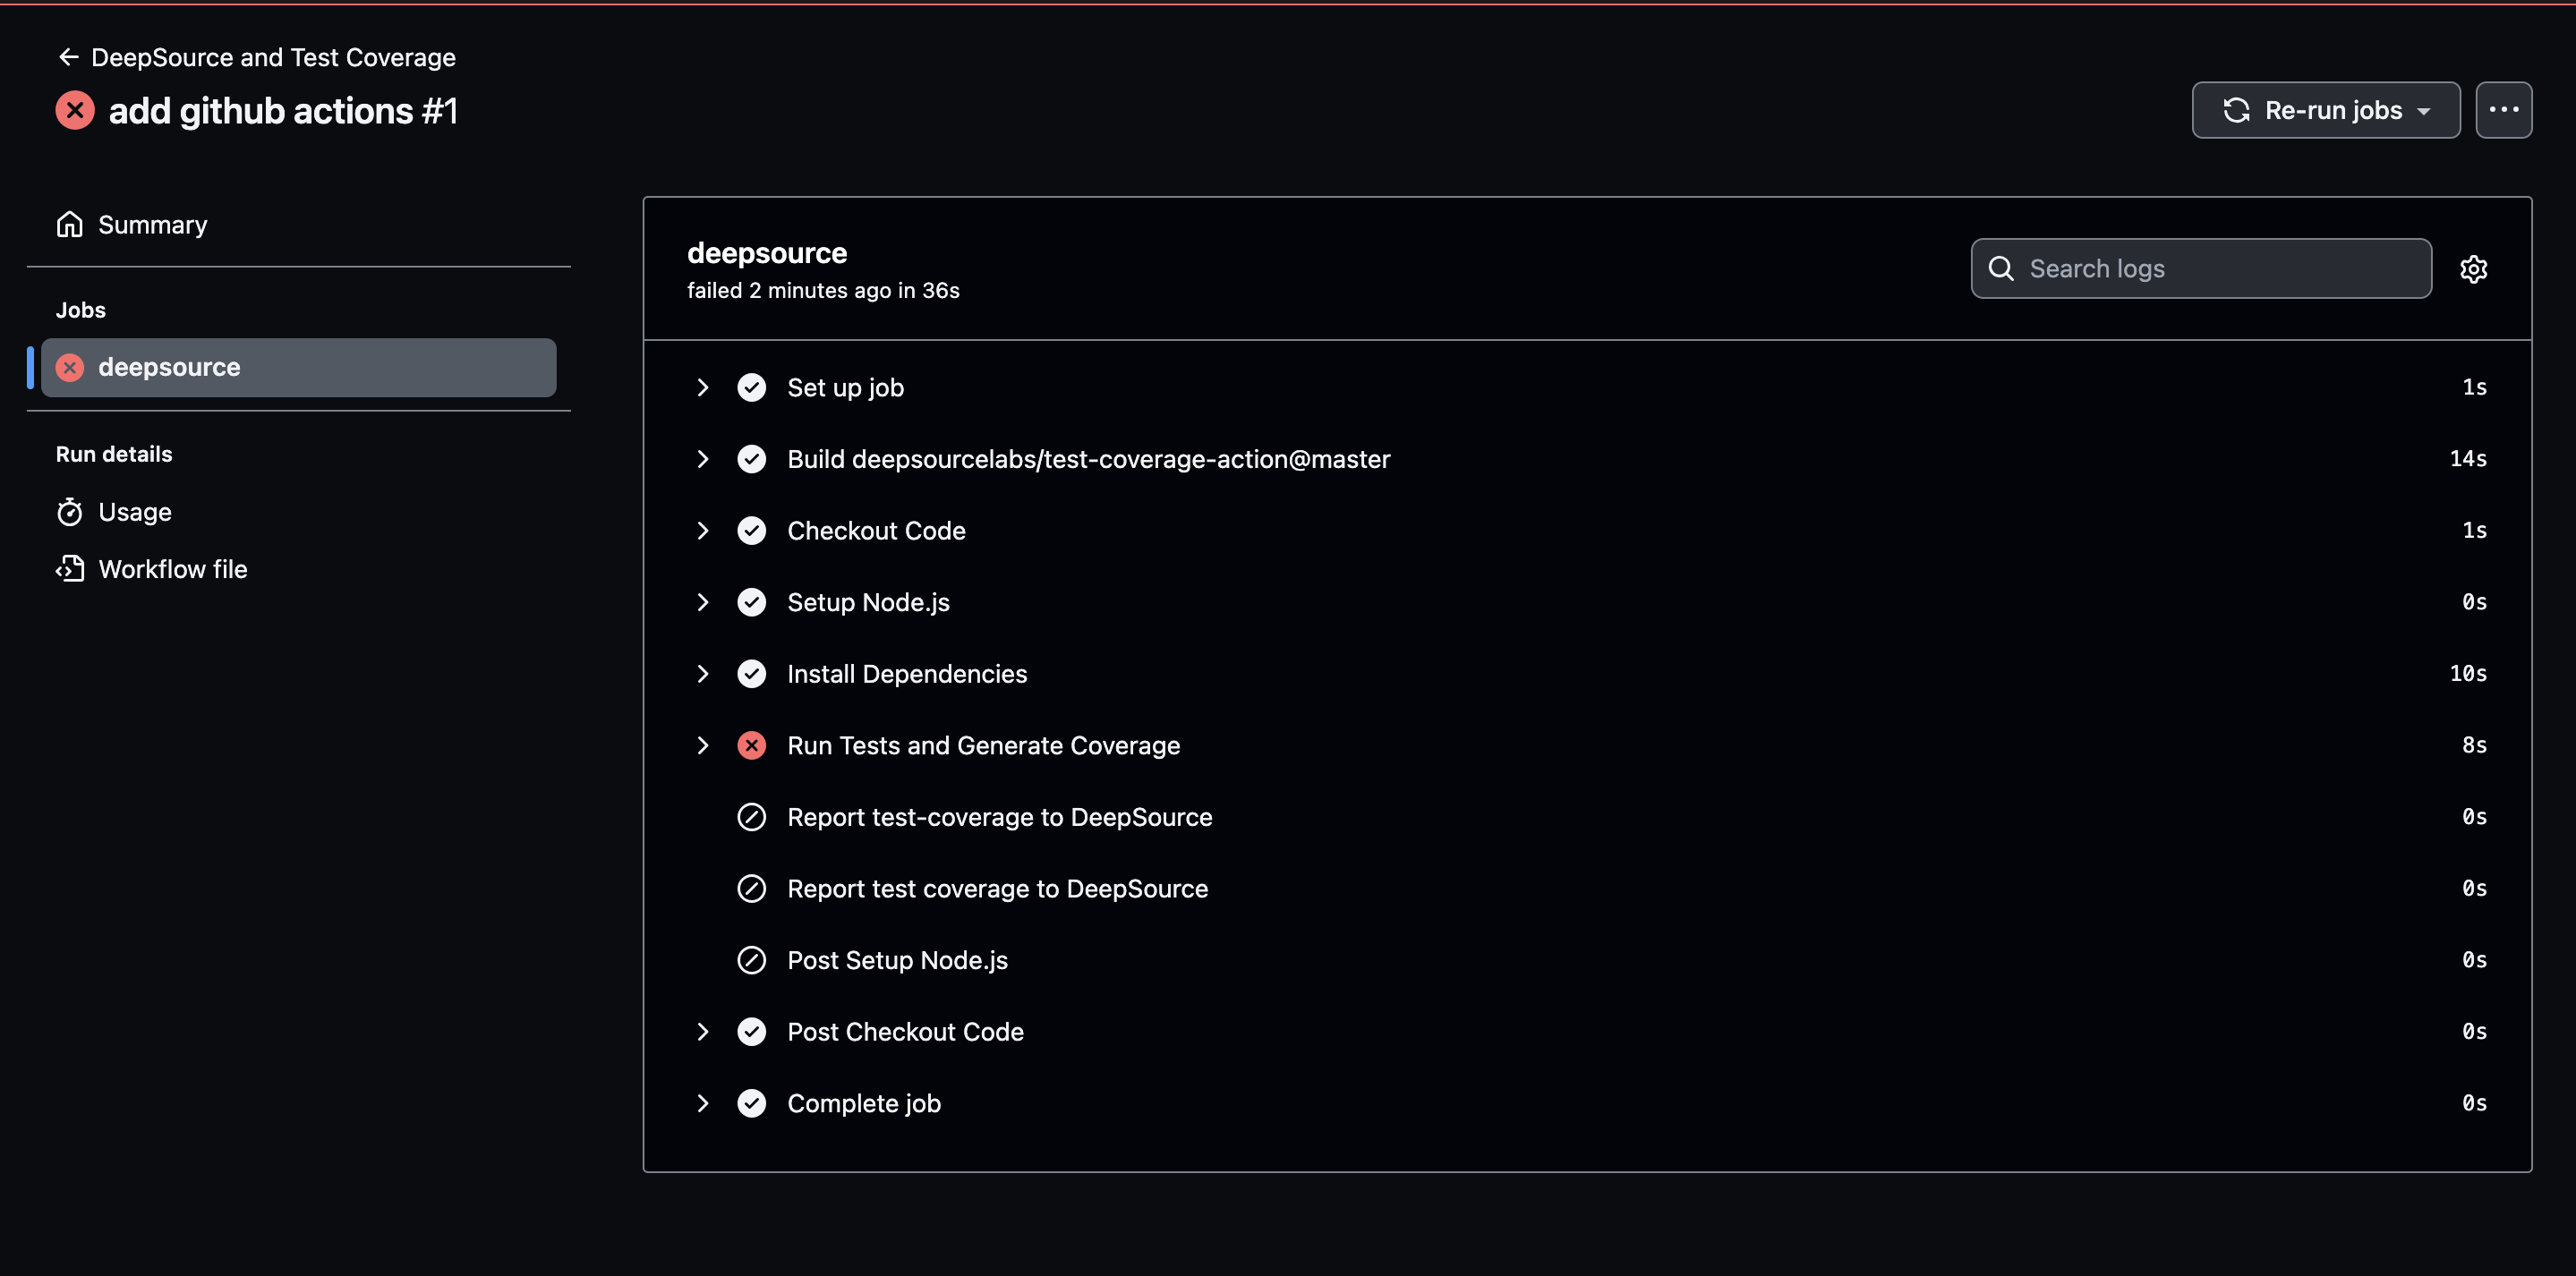 DeepSource and Test Coverage
add github actions #1
Re-run jobs
Summary
Jobs
deepsource
Run details
Usage
Workflow file
deepsource
failed 2 minutes ago in 36s
Search logs
Set up job 1s
Build deepsourcelabs/test-coverage-action@master 14s
Checkout Code 1s
Setup Node.js 0s
Install Dependencies 10s
Run Tests and Generate Coverage 8s
Report test-coverage to DeepSource 0s
Report test coverage to DeepSource 0s
Post Setup Node.js 0s
Post Checkout Code 0s
Complete job 0s